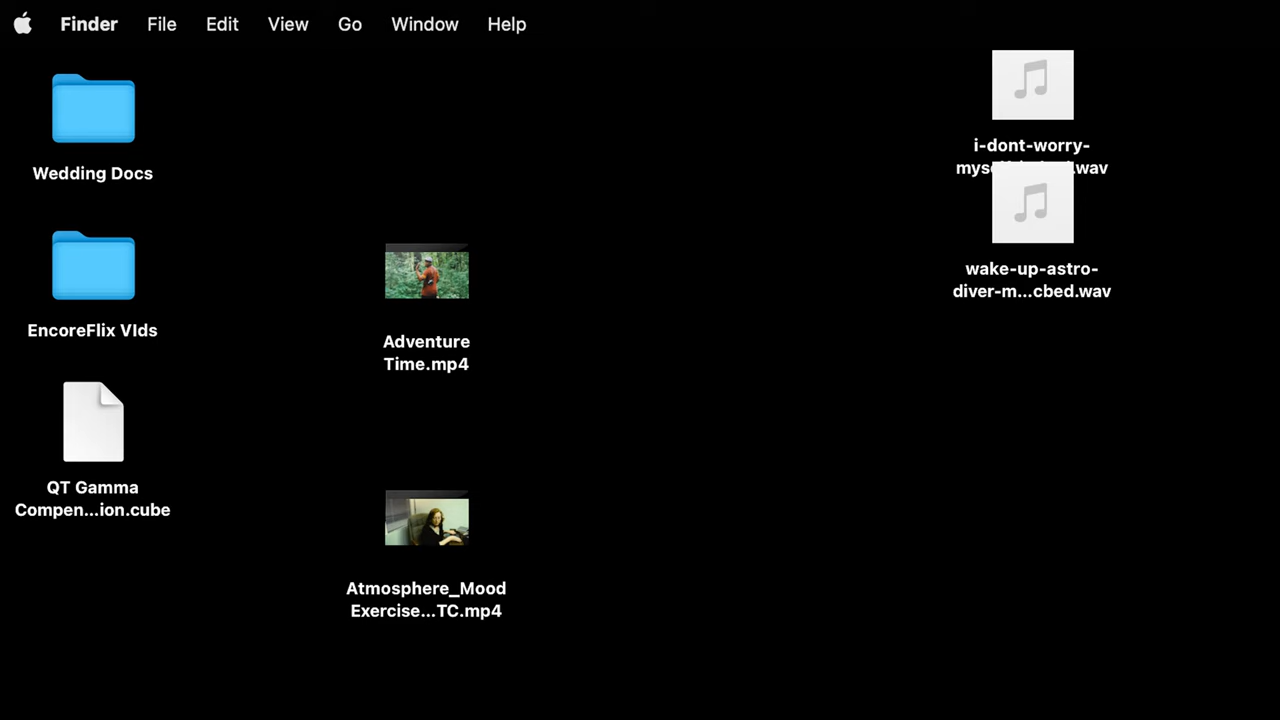 Finder File Edit View Go Window Help
Wedding Docs
EncoreFlix VIds
QT Gamma
Compen...ion.cube
Adventure
Time.mp4
Atmosphere_Mood
Exercise...TC.mp4
i-dont-worry-
.wav
wake-up-astro-
diver-m...cbed.wav